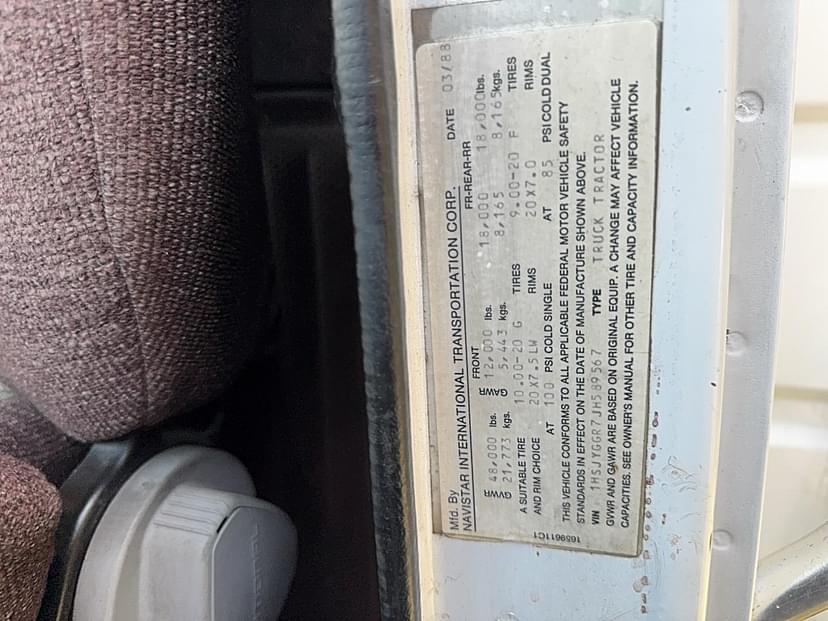 Mfd. By
NAVISTAR INTERNATIONAL TRANSPORTATION CORP. DATE 03/88
FRONT FR-REAR-RR
GVWR 48,000 lbs. GAWR 12,000 lbs. 18,000 18,000 lbs.
21,773 kgs. 5,443 kgs. 8,165 8,165 kgs.
A SUITABLE TIRE 10.00-20 G TIRES 9.00-20 F TIRES
AND RIM CHOICE 20X7.5LW RIMS 20X7.0 RIMS
AT 100 PSI COLD SINGLE AT 85 PSI COLD DUAL
THIS VEHICLE CONFORMS TO ALL APPLICABLE FEDERAL MOTOR VEHICLE SAFETY
STANDARDS IN EFFECT ON THE DATE OF MANUFACTURE SHOWN ABOVE.
VIN 1HSJYGGR7JH589567 TYPE TRUCK TRACTOR
GVWR AND GAWR ARE BASED ON ORIGINAL EQUIP. A CHANGE MAY AFFECT VEHICLE
CAPACITIES. SEE OWNER'S MANUAL FOR OTHER TIRE AND CAPACITY INFORMATION.
1659611C1